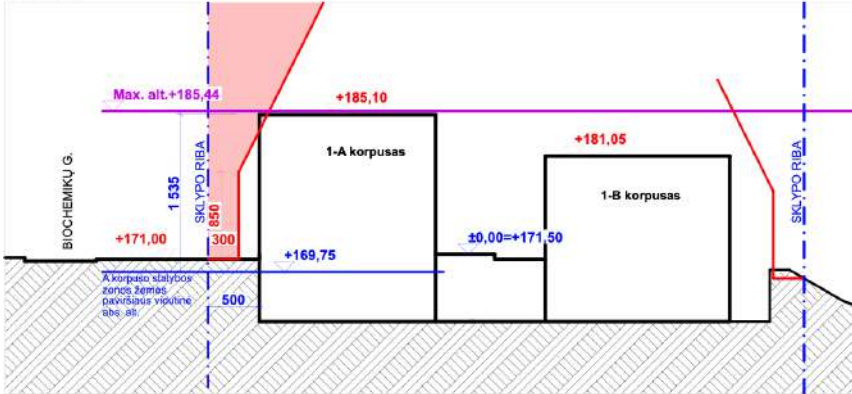 Max. alt.+185,44
+185,10
1-A korpusas
+181,05
1-B korpusas
BIOCHEMIKŲ G.
1 535
SKLYPO RIBA
850
300
+171,00
+169,75
±0,00=+171,50
SKLYPO RIBA
A korpuso statybos
zonos žemės
paviršiaus vidutinė
abs. alt.
500